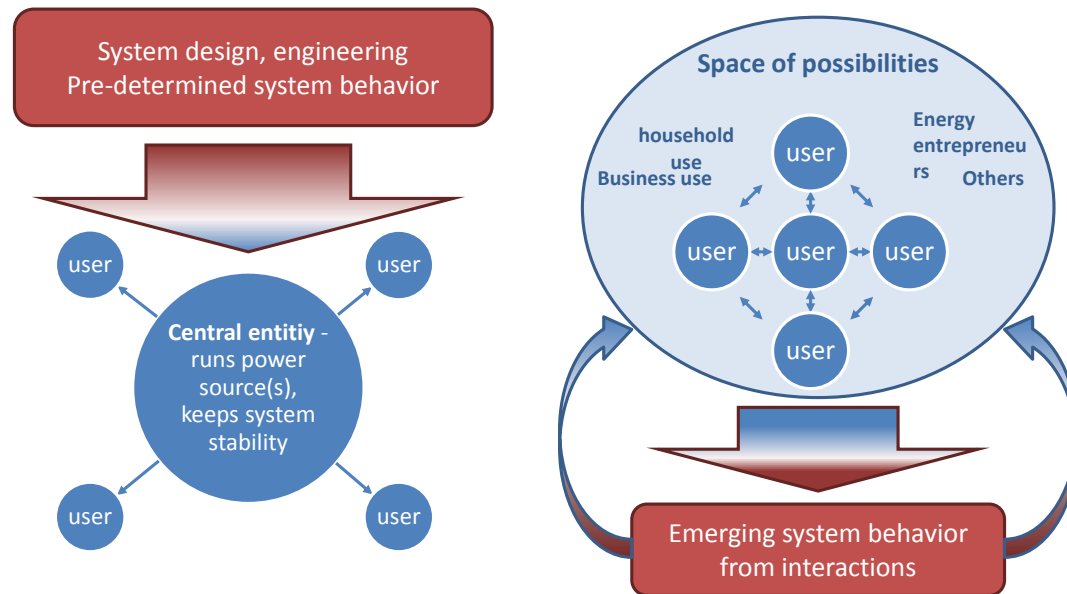 System design, engineering
Pre-determined system behavior
user
user
Central entitiy -
runs power
source(s),
keeps system
stability
user
user
Space of possibilities
household
use
Business use
Energy
entrepreneu
rs
Others
user
user
user
user
user
Emerging system behavior
from interactions